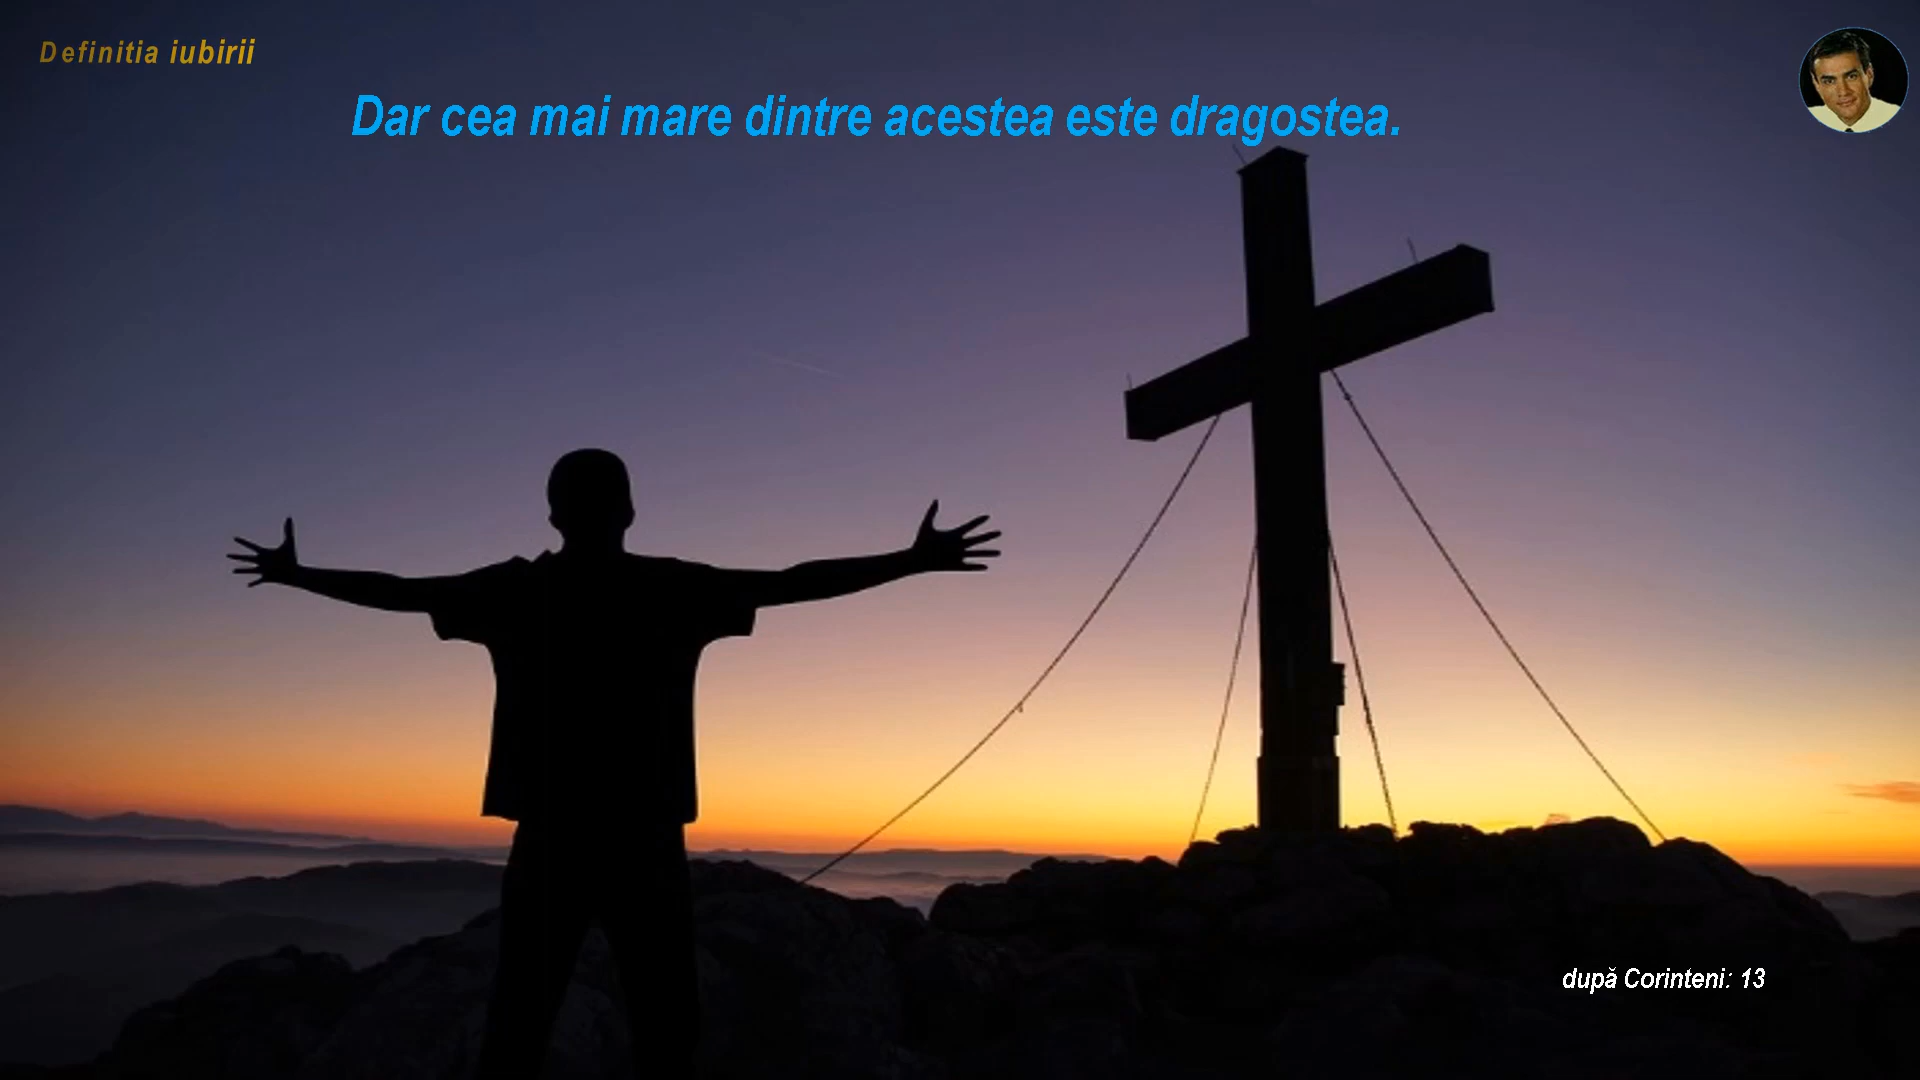 Definitia iubirii
Dar cea mai mare dintre acestea este dragostea.
după Corinteni: 13